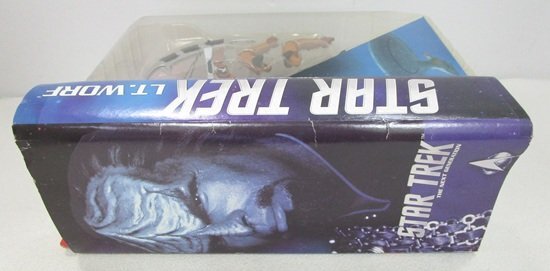 STAR TREK
LT. WORF
STAR TREK
THE NEXT GENERATION